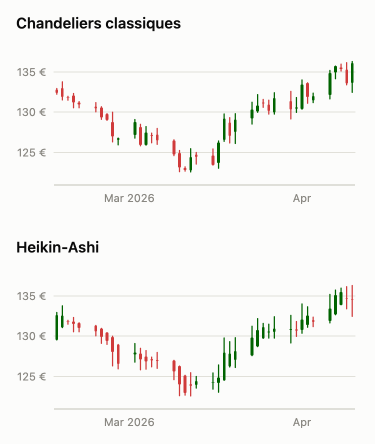 Chandeliers classiques
135 €
130 €
125 €
Mar 2026 Apr
Heikin-Ashi
135 €
130 €
125 €
Mar 2026 Apr